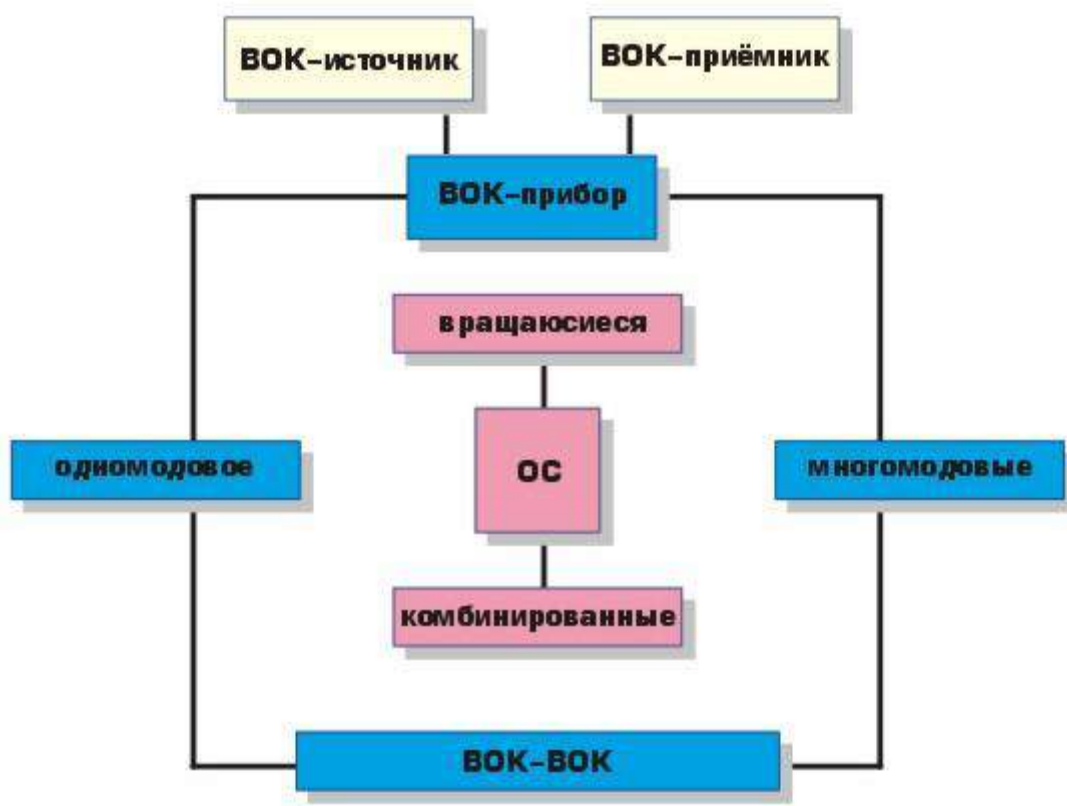 ВОК-источник
ВОК-приёмник
ВОК-прибор
вращаюсиеся
одномодовое
ОС
многомодовые
комбинированные
ВОК-ВОК